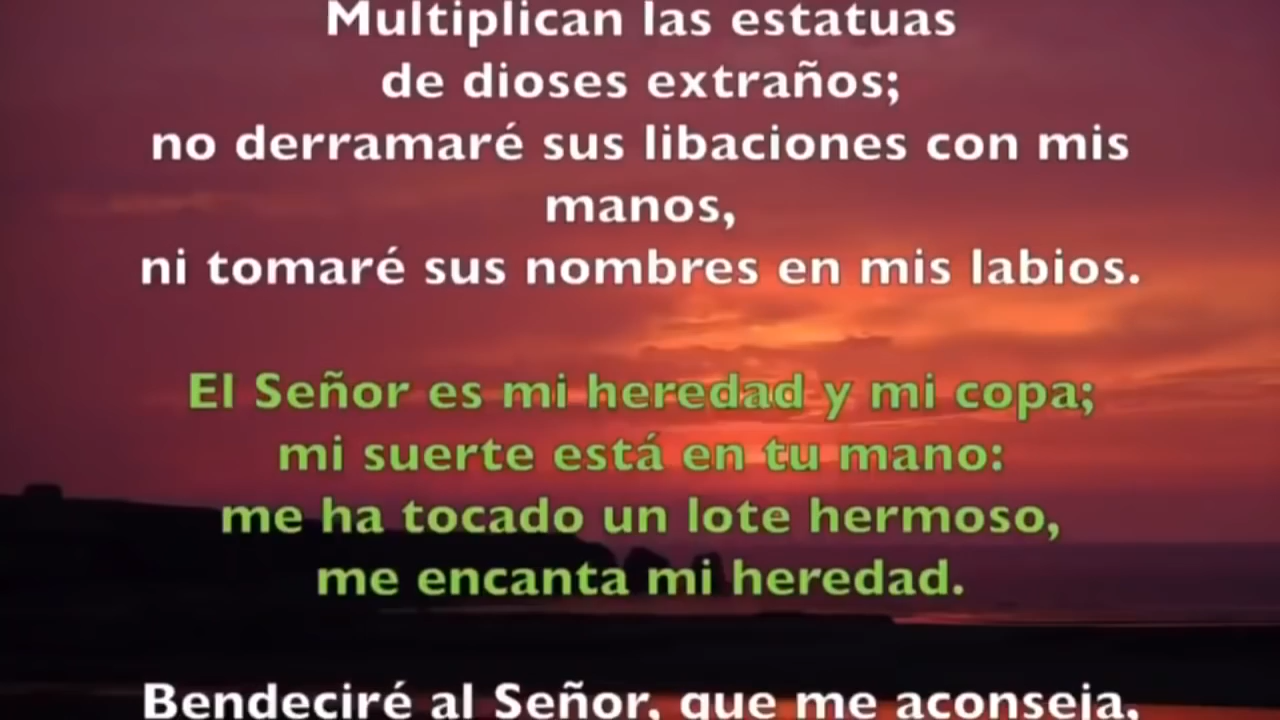 Multiplican las estatuas
de dioses extraños;
no derramaré sus libaciones con mis
manos,
ni tomaré sus nombres en mis labios.
El Señor es mi heredad y mi copa;
mi suerte está en tu mano:
me ha tocado un lote hermoso,
me encanta mi heredad.
Bendeciré al Señor, que me aconseja,